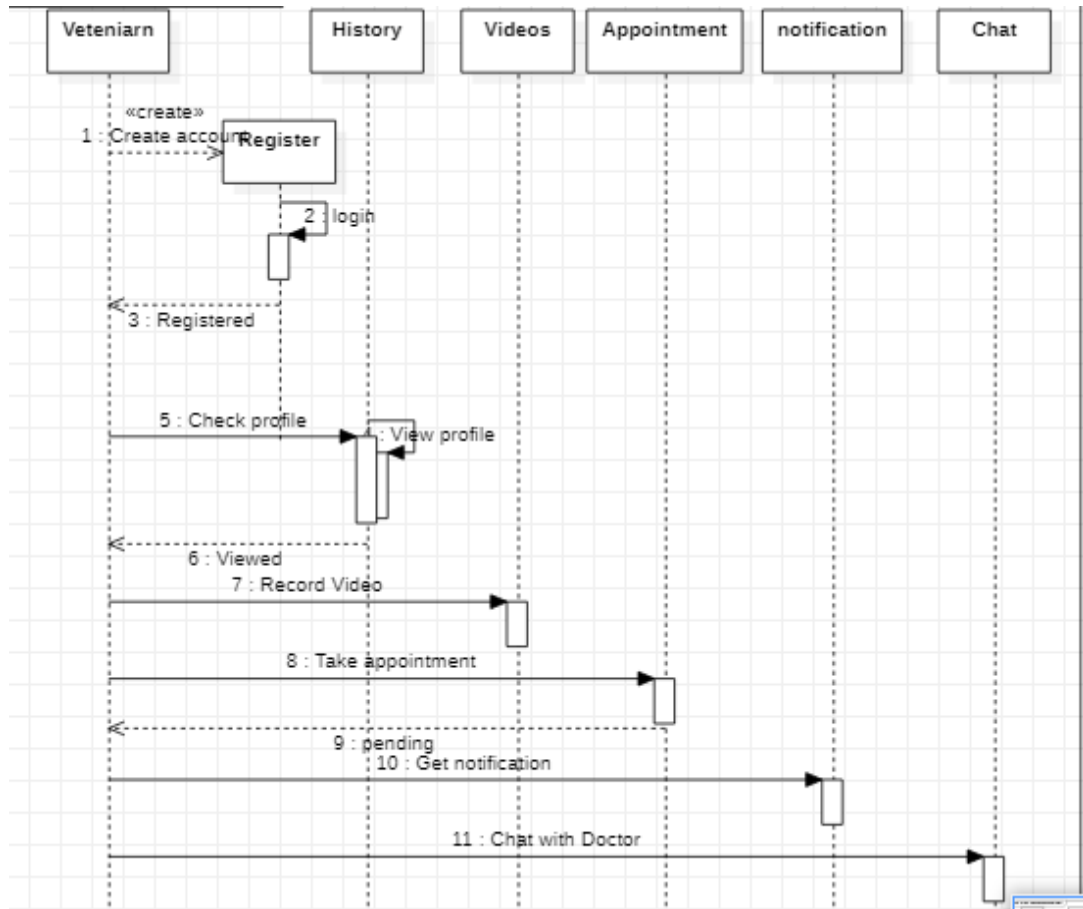 Veteniarn
History
Videos
Appointment
notification
Chat
«create»
1 : Create account
Register
2 : login
3 : Registered
5 : Check profile
: View profile
6 : Viewed
7 : Record Video
8 : Take appointment
9 : pending
10 : Get notification
11 : Chat with Doctor